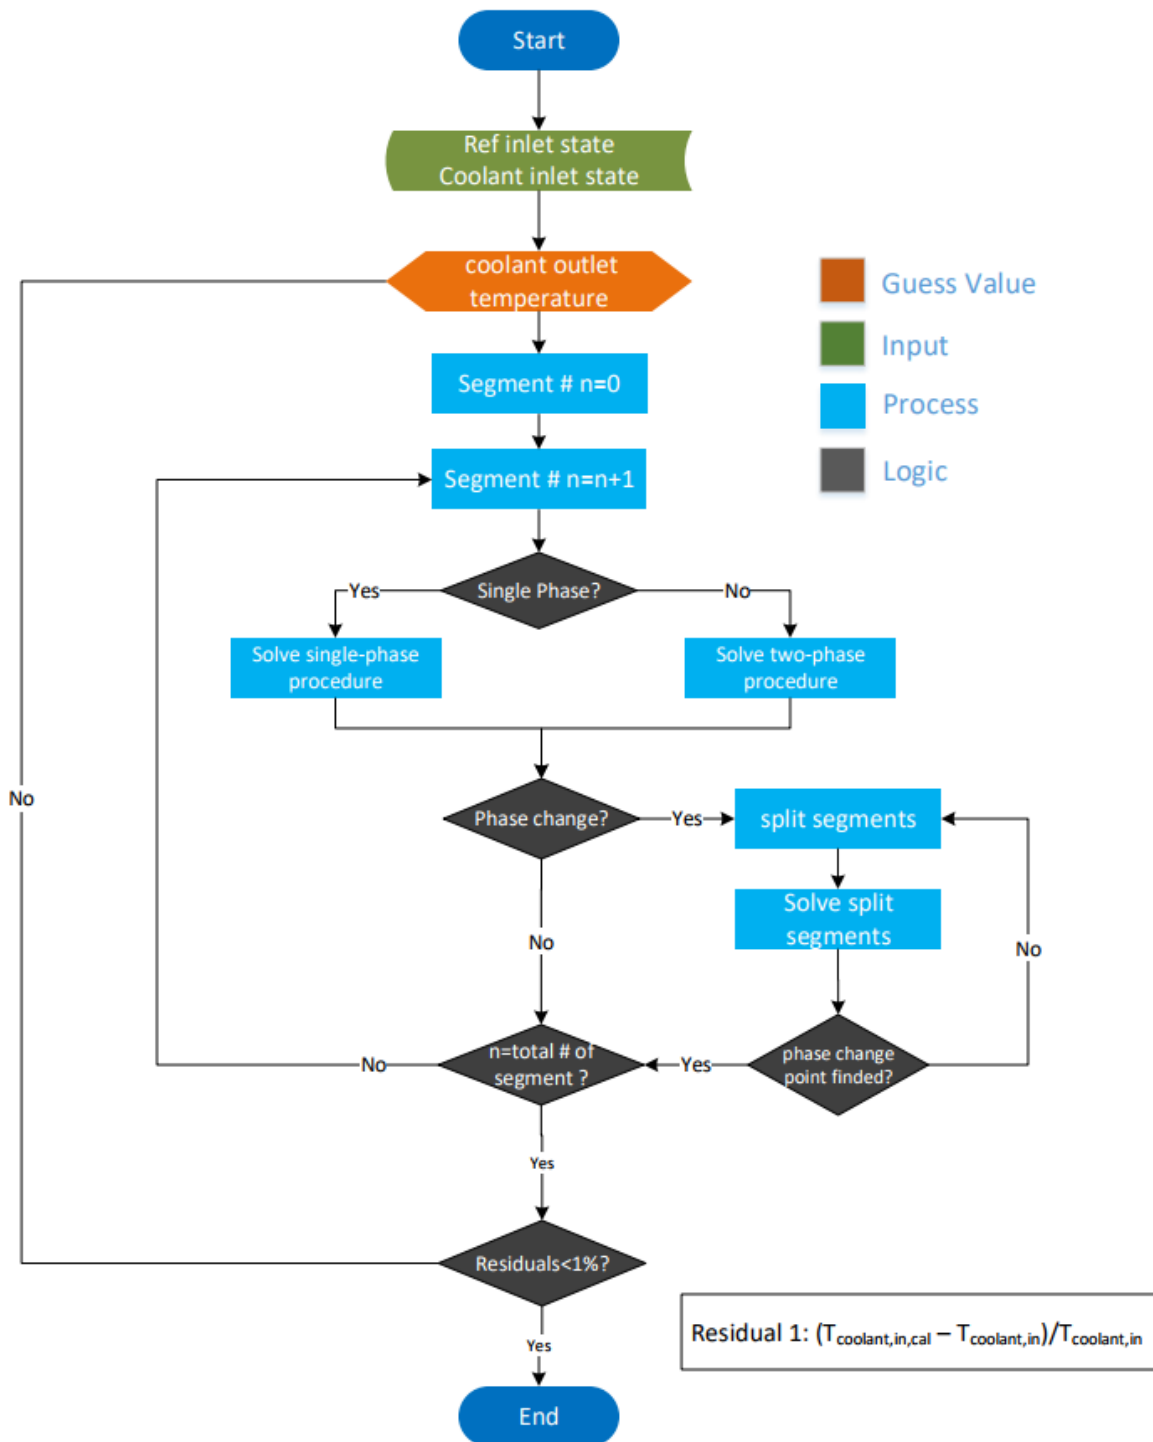 Start
Ref inlet state
Coolant inlet state
coolant outlet
temperature
Guess Value
Input
Process
Logic
Segment # n=0
Segment # n=n+1
Single Phase?
Yes
No
Solve single-phase
procedure
Solve two-phase
procedure
Phase change?
Yes
split segments
Solve split
segments
No
No
No
phase change
point finded?
Yes
n=total # of
segment ?
No
Yes
Residuals<1%?
Yes
Residual 1: (Tcoolant,in,cal – Tcoolant,in)/Tcoolant,in
End